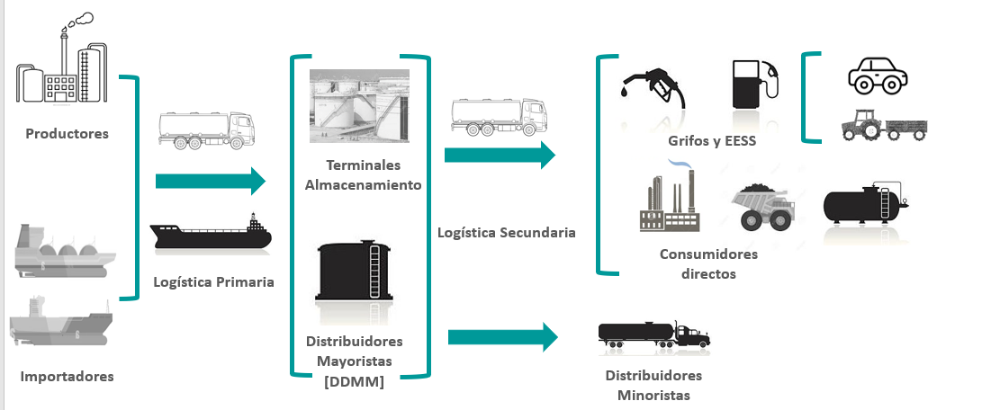 Productores
Importadores
Logística Primaria
Terminales
Almacenamiento
Distribuidores
Mayoristas
[DDMM]
Logística Secundaria
Grifos y EESS
Consumidores
directos
Distribuidores
Minoristas